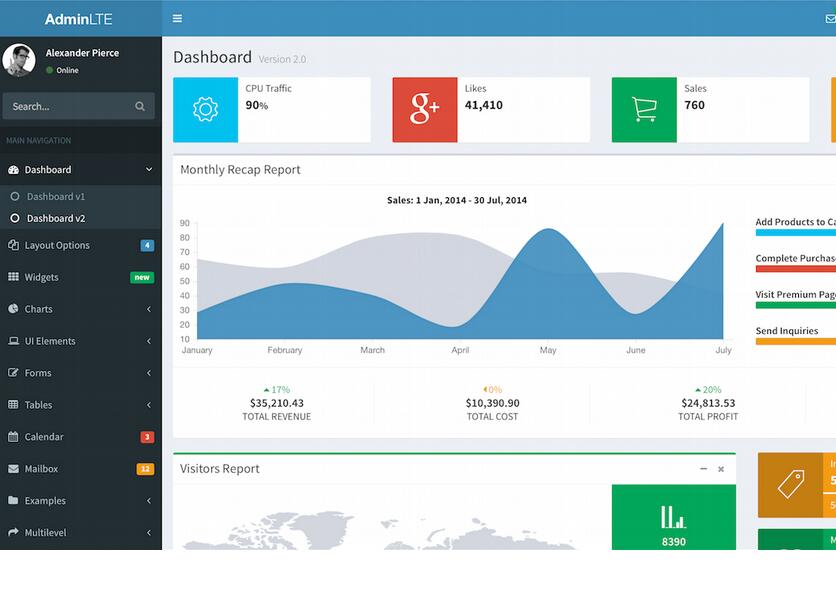 AdminLTE
Alexander Pierce
Online
Search...
MAIN NAVIGATION
Dashboard
Dashboard v1
Dashboard v2
Layout Options 4
Widgets new
Charts
UI Elements
Forms
Tables
Calendar 3
Mailbox 12
Examples
Multilevel
Dashboard Version 2.0
CPU Traffic
90%
g+
Likes
41,410
Sales
760
Monthly Recap Report
Sales: 1 Jan, 2014 - 30 Jul, 2014
90
80
70
60
50
40
30
20
10
January February March April May June July
Add Products to Ca
Complete Purchas
Visit Premium Pag
Send Inquiries
17%
$35,210.43
TOTAL REVENUE
0%
$10,390.90
TOTAL COST
20%
$24,813.53
TOTAL PROFIT
Visitors Report
8390